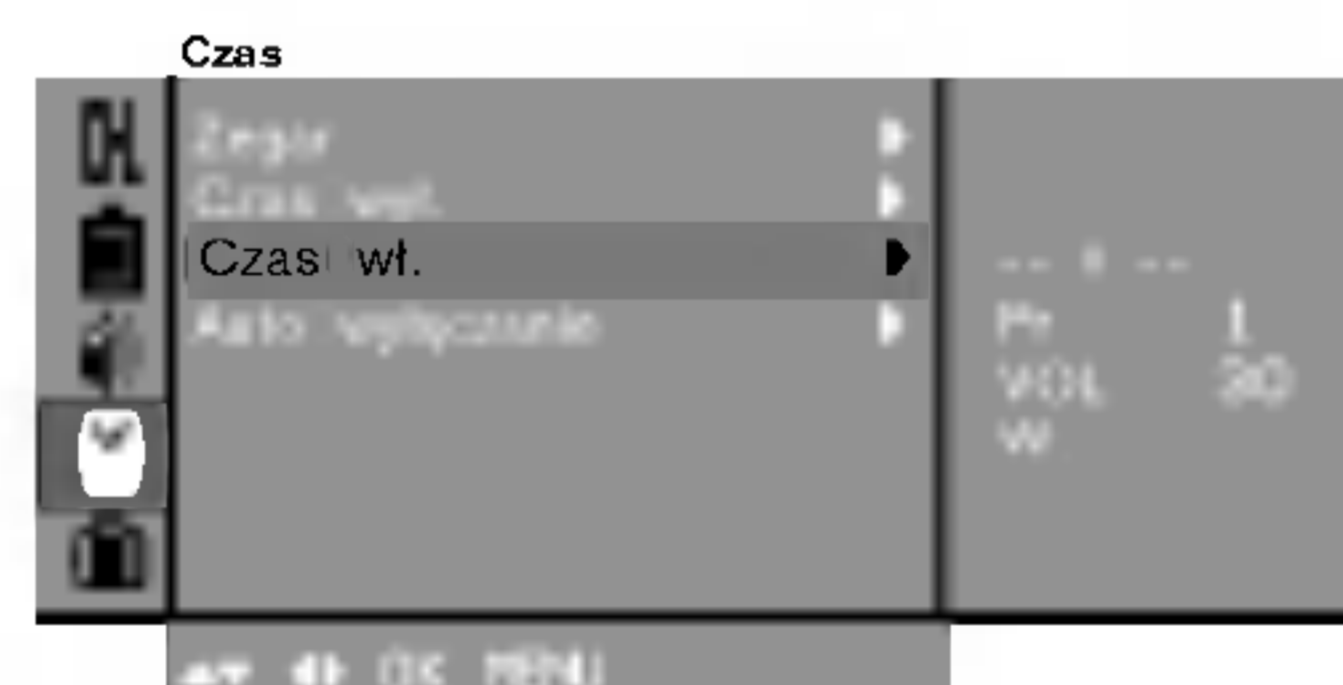 Czas
Zegar
Czas wył.
Czas wł.
Auto wyłączanie
-- : --
Pr 1
VOL 30
W
OK MENU